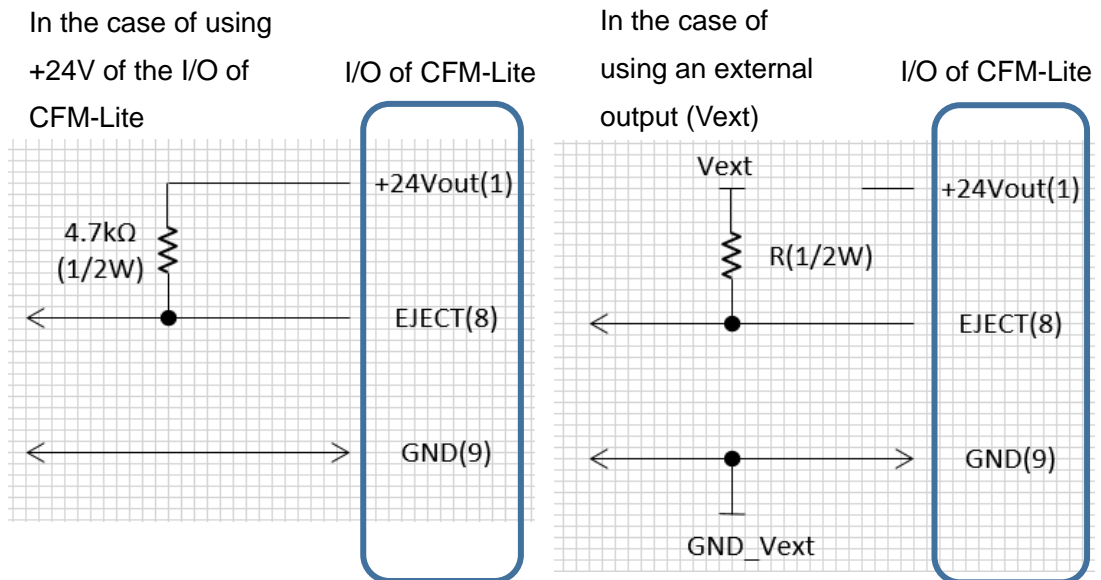 In the case of using
+24V of the I/O of
CFM-Lite
I/O of CFM-Lite
+24Vout(1)
4.7kΩ
(1/2W)
EJECT(8)
GND(9)
In the case of
using an external
output (Vext)
I/O of CFM-Lite
Vext
+24Vout(1)
R(1/2W)
EJECT(8)
GND(9)
GND_Vext